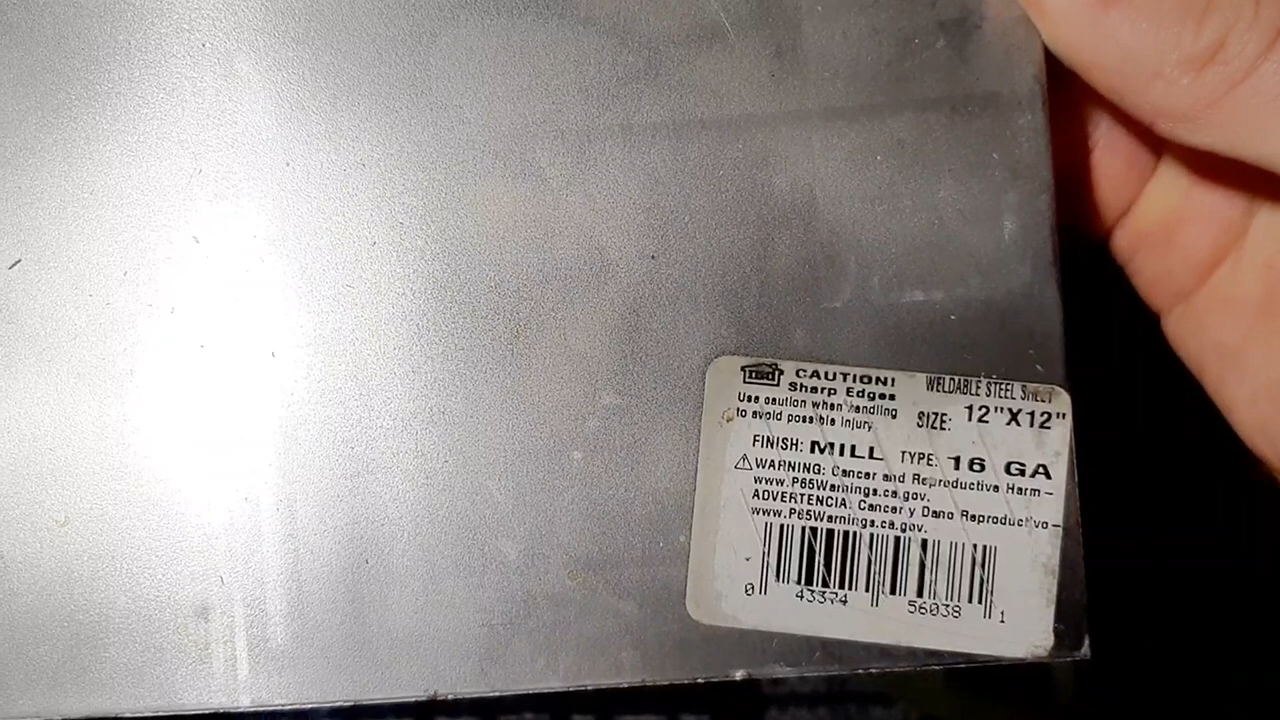 CAUTION!
Sharp Edges
Use caution when handling
to avoid possible injury
WELDABLE STEEL SHEET
SIZE: 12"X12"
FINISH: MILL TYPE: 16 GA
WARNING: Cancer and Reproductive Harm –
www.P65Warnings.ca.gov.
ADVERTENCIA: Cancer y Dano Reproductivo–
www.P65Warnings.ca.gov.
0 43374 56038 1